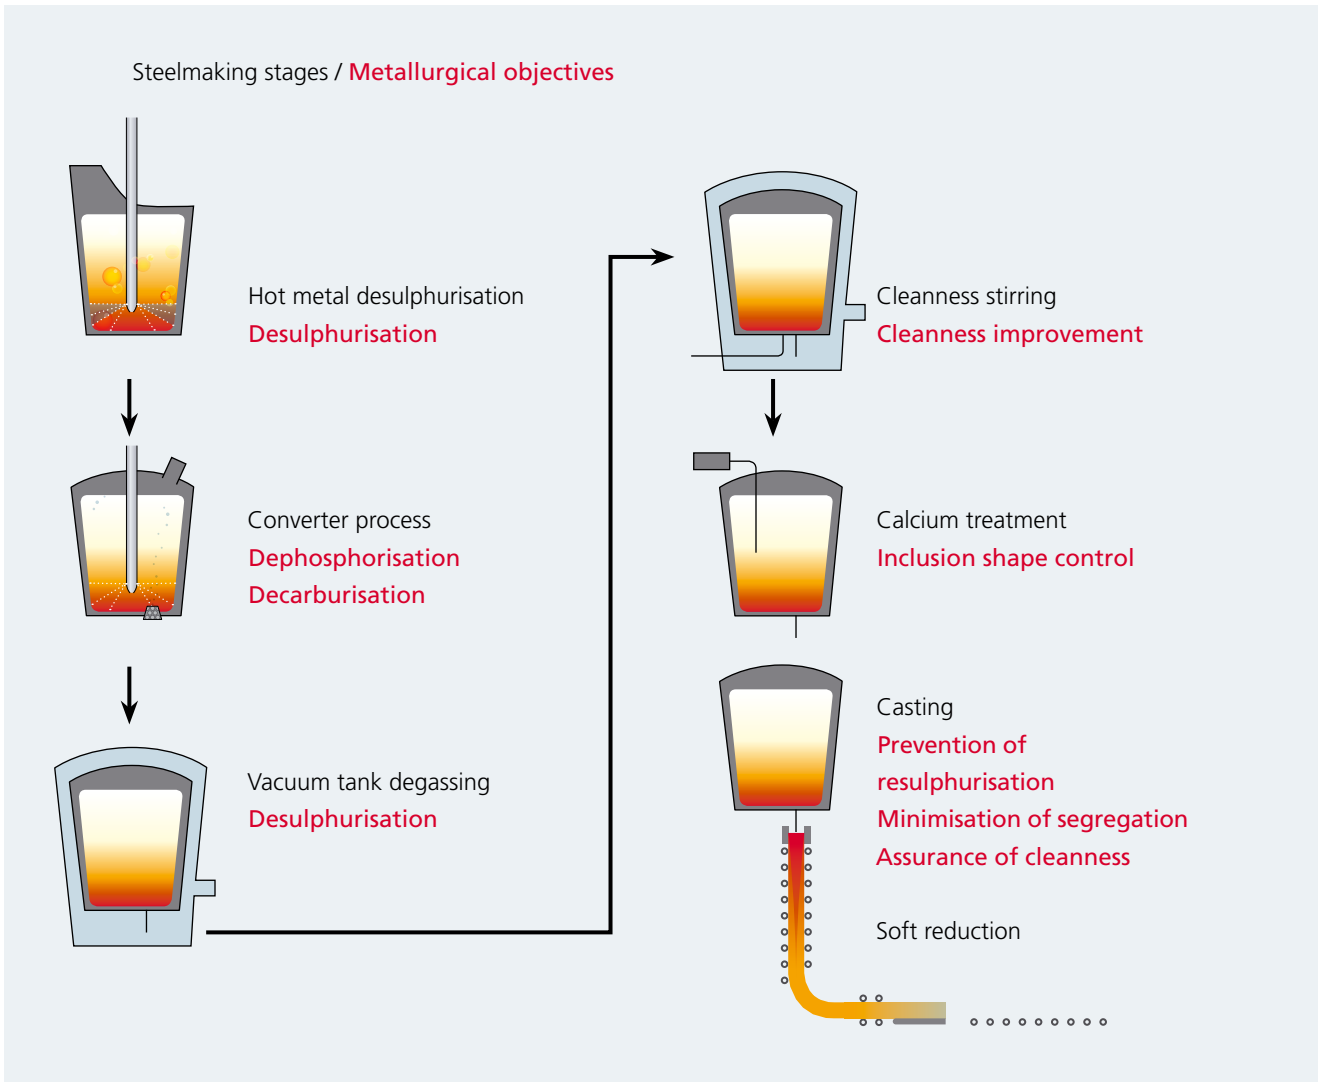 Steelmaking stages / Metallurgical objectives
Hot metal desulphurisation
Desulphurisation
Converter process
Dephosphorisation
Decarburisation
Vacuum tank degassing
Desulphurisation
Cleanness stirring
Cleanness improvement
Calcium treatment
Inclusion shape control
Casting
Prevention of
resulphurisation
Minimisation of segregation
Assurance of cleanness
Soft reduction